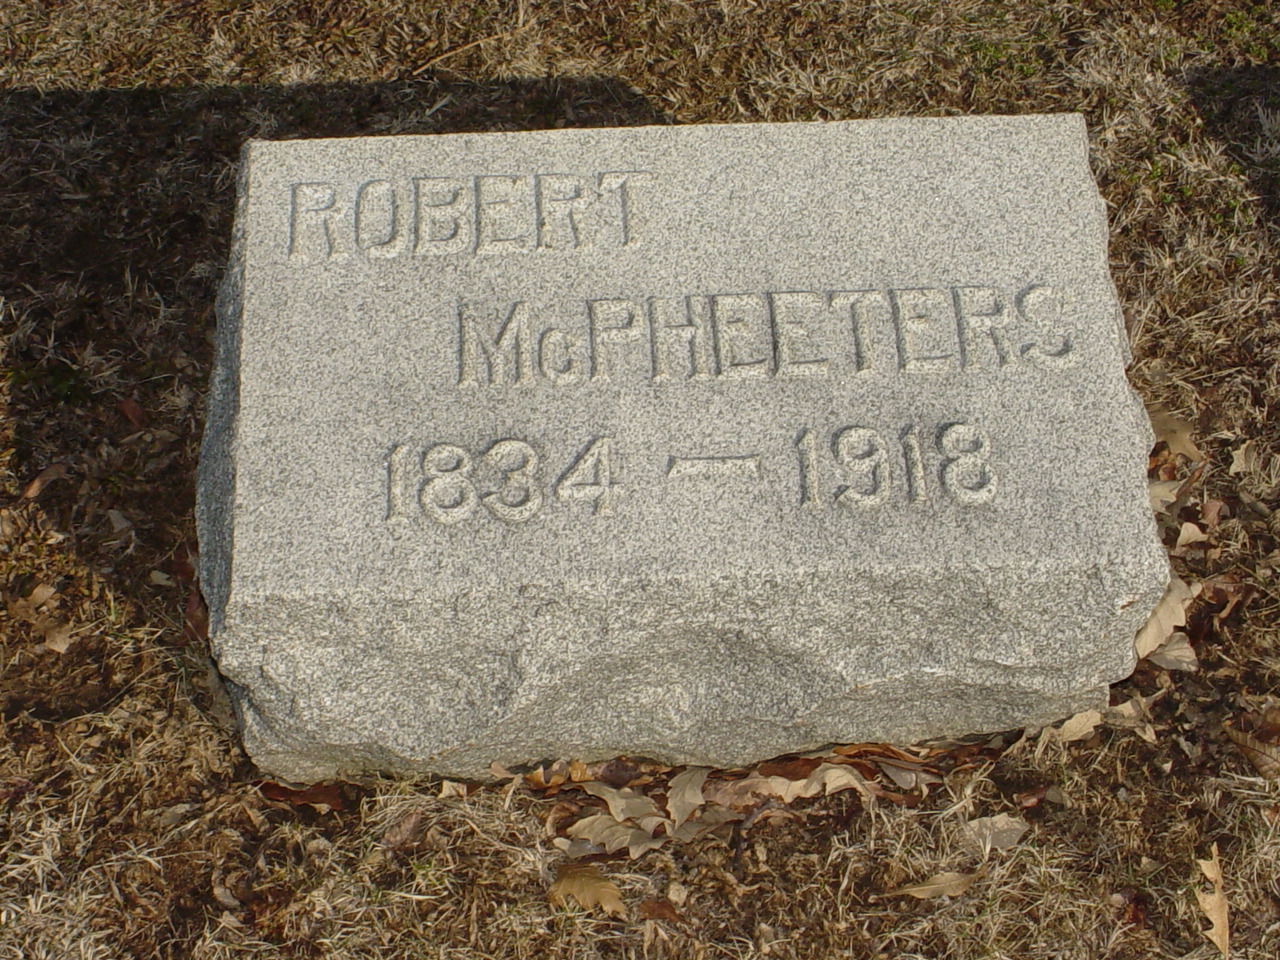 ROBERT
McPHEETERS
1834 – 1918